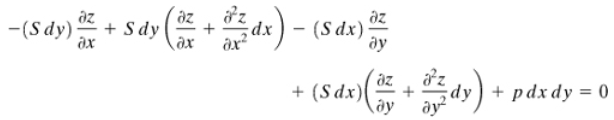 −(S dy) ∂z/∂x + S dy (∂z/∂x + ∂²z/∂x² dx) − (S dx) ∂z/∂y
+ (S dx)(∂z/∂y + ∂²z/∂y² dy) + p dx dy = 0